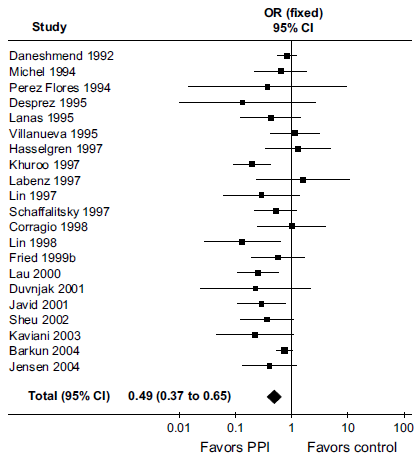 OR (fixed)
Study 95% CI
Daneshmend 1992
Michel 1994
Perez Flores 1994
Desprez 1995
Lanas 1995
Villanueva 1995
Hasselgren 1997
Khuroo 1997
Labenz 1997
Lin 1997
Schaffalitsky 1997
Corragio 1998
Lin 1998
Fried 1999b
Lau 2000
Duvnjak 2001
Javid 2001
Sheu 2002
Kaviani 2003
Barkun 2004
Jensen 2004
Total (95% CI) 0.49 (0.37 to 0.65)
0.01 0.1 1 10 100
Favors PPI Favors control